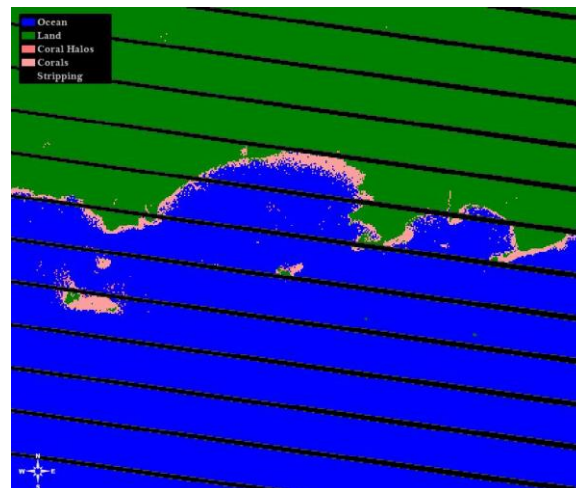 Ocean
Land
Coral Halos
Corals
Stripping
N
W E
S